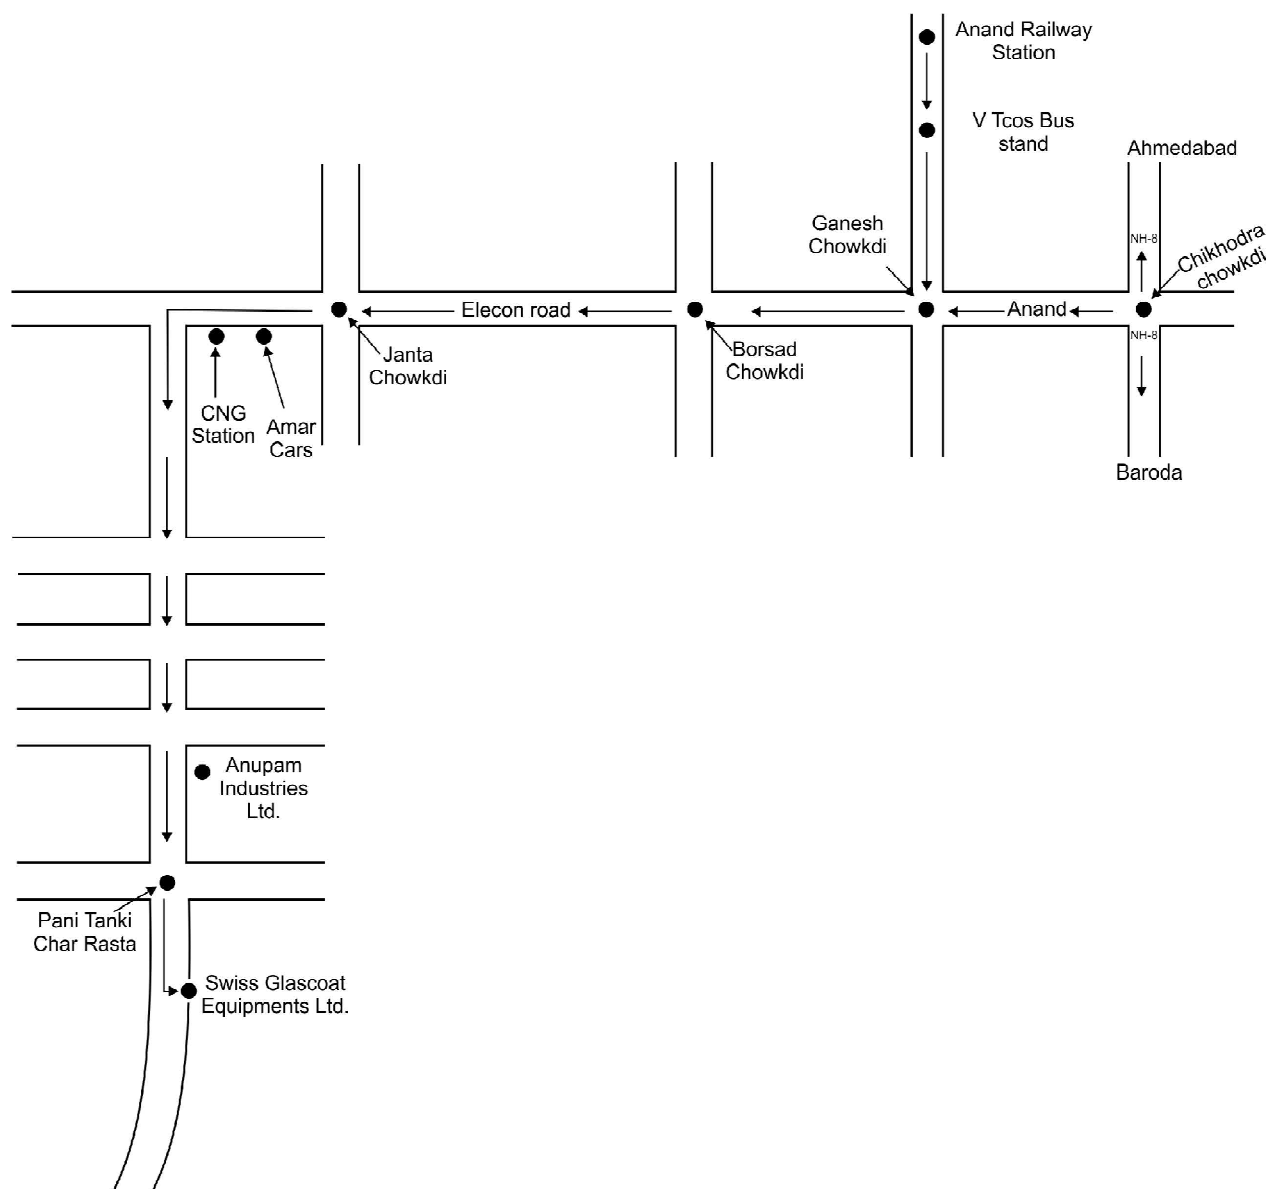 Anand Railway
Station
V Tcos Bus
stand
Ahmedabad
Ganesh
Chowkdi
NH-8
Chikhodra
chowkdi
Elecon road
Anand
NH-8
Janta
Chowkdi
Borsad
Chowkdi
CNG
Station
Amar
Cars
Baroda
Anupam
Industries
Ltd.
Pani Tanki
Char Rasta
Swiss Glascoat
Equipments Ltd.